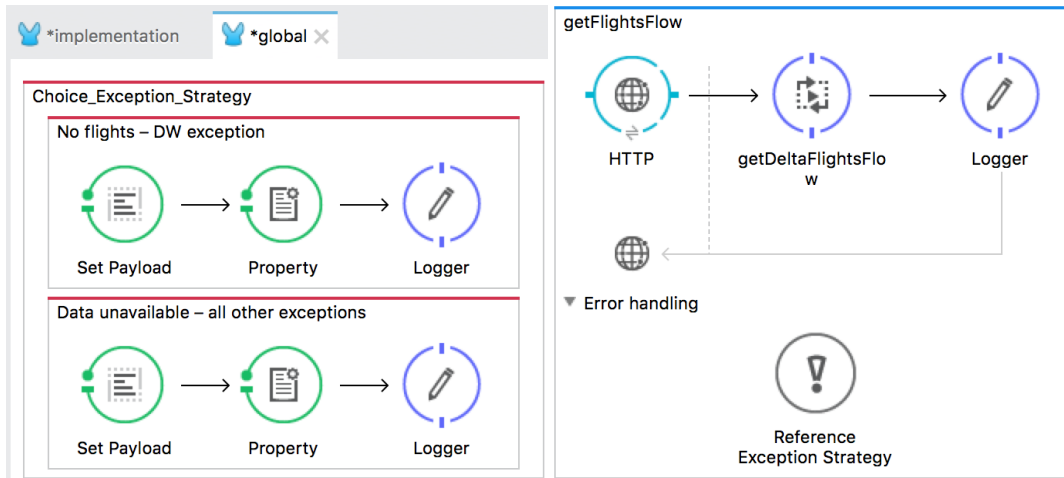 *implementation
*global
Choice_Exception_Strategy
No flights – DW exception
Set Payload
Property
Logger
Data unavailable – all other exceptions
Set Payload
Property
Logger
getFlightsFlow
HTTP
getDeltaFlightsFlo
w
Logger
Error handling
Reference
Exception Strategy